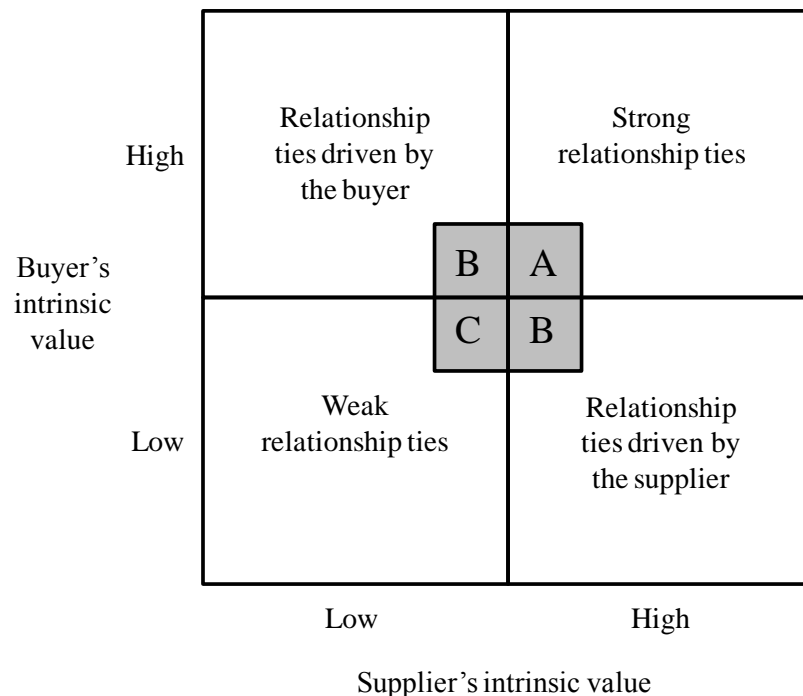 Relationship
ties driven by
the buyer
Strong
relationship ties
High
B
A
Buyer's
intrinsic
value
C
B
Weak
relationship ties
Relationship
ties driven by
the supplier
Low
Low
High
Supplier's intrinsic value